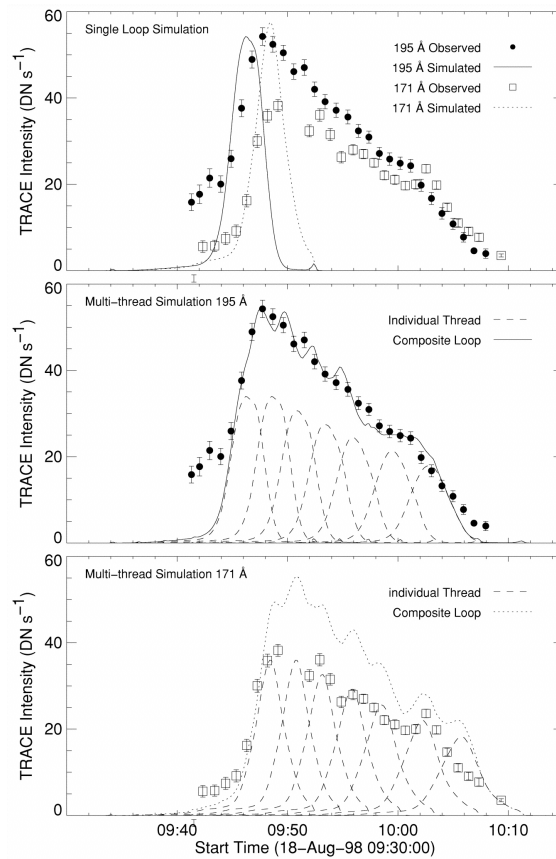 Single Loop Simulation
195 Å Observed
195 Å Simulated
171 Å Observed
171 Å Simulated
TRACE Intensity (DN s−1)
60
40
20
0
Multi−thread Simulation 195 Å
Individual Thread
Composite Loop
TRACE Intensity (DN s−1)
60
40
20
0
Multi−thread Simulation 171 Å
individual Thread
Composite Loop
TRACE Intensity (DN s−1)
60
40
20
0
09:40 09:50 10:00 10:10
Start Time (18−Aug−98 09:30:00)